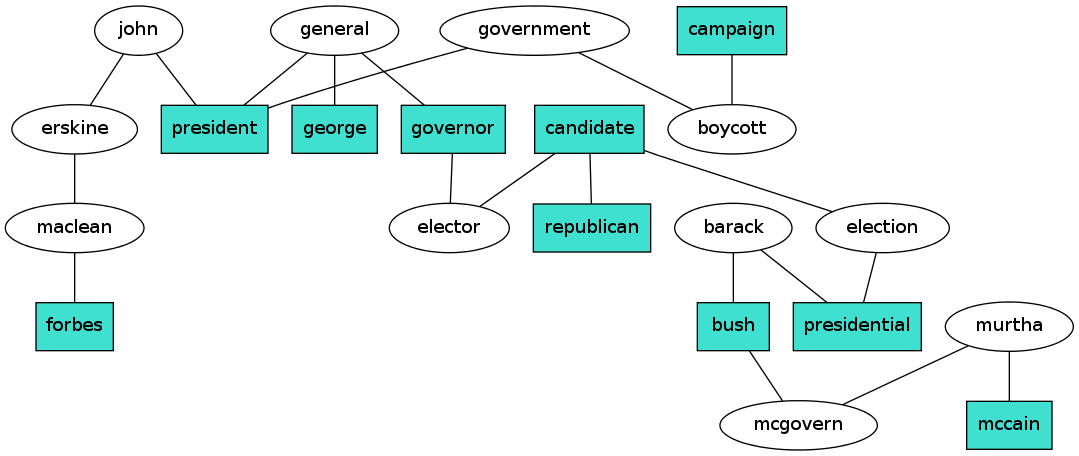 john
general
government
campaign
erskine
president
george
governor
candidate
boycott
maclean
elector
republican
barack
election
forbes
bush
presidential
murtha
mcgovern
mccain